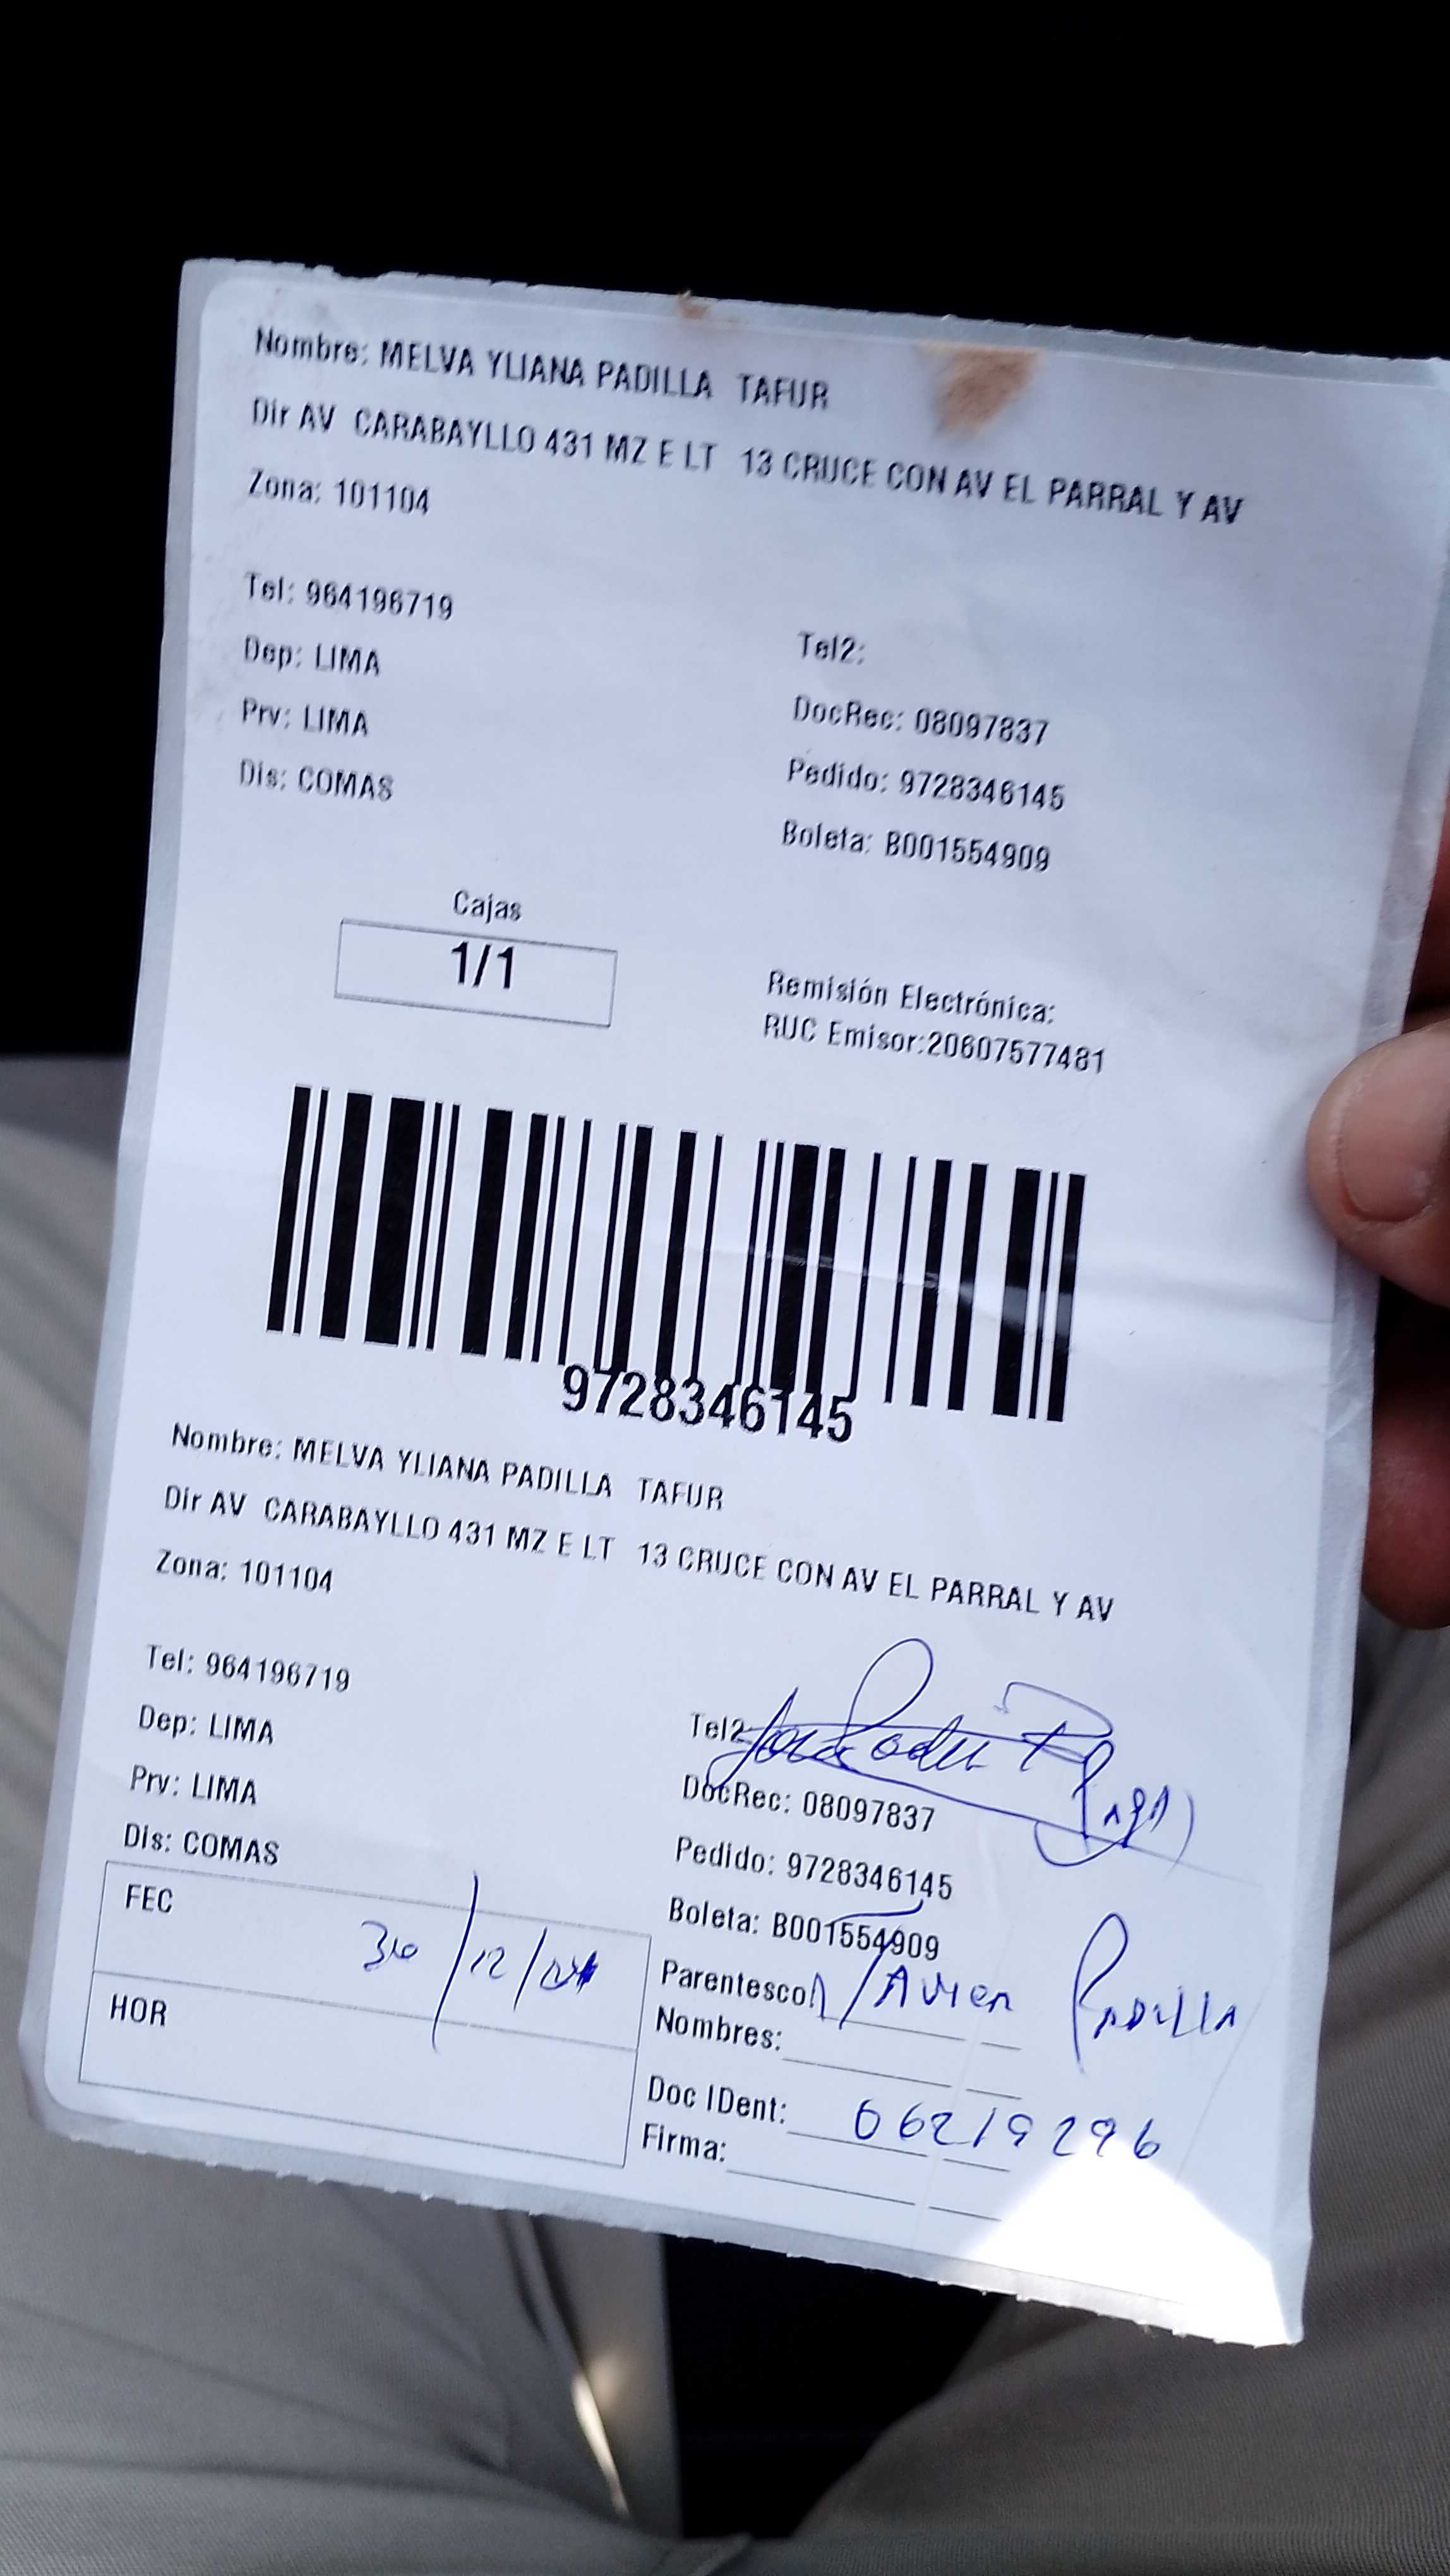 Nombre: MELVA YLIANA PADILLA TAFUR
Dir AV CARABAYLLO 431 MZ E LT 13 CRUCE CON AV EL PARRAL Y AV
Zona: 101104
Tel: 964196719
Tel2:
Dep: LIMA
DocRec: 08097837
Prv: LIMA
Pedido: 9728346145
Dis: COMAS
Boleta: B001554909
Cajas
1/1
Remisión Electrónica:
RUC Emisor:20607577481
9728346145
Nombre: MELVA YLIANA PADILLA TAFUR
Dir AV CARABAYLLO 431 MZ E LT 13 CRUCE CON AV EL PARRAL Y AV
Zona: 101104
Tel: 964196719
Tel2
Dep: LIMA
DocRec: 08097837
Prv: LIMA
Pedido: 9728346145
Dis: COMAS
Boleta: B001554909
FEC
Parentesco PADILLA
HOR
Nombres:
Doc IDent: 06219296
Firma: